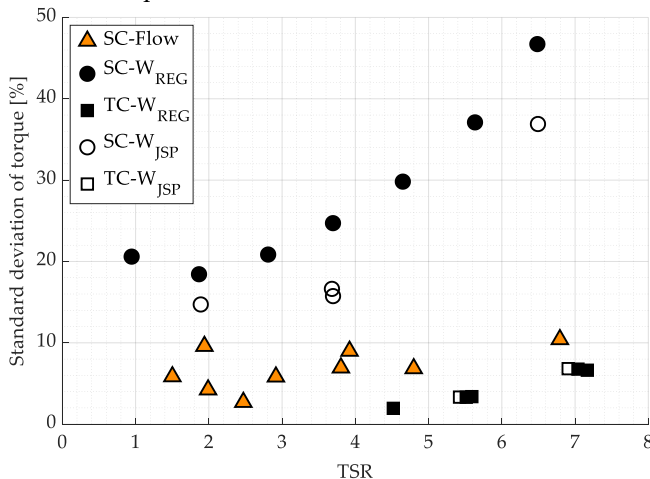 50
40
30
20
10
0
Standard deviation of torque [%]
SC-Flow
SC-W_REG
TC-W_REG
SC-W_JSP
TC-W_JSP
0 1 2 3 4 5 6 7 8
TSR